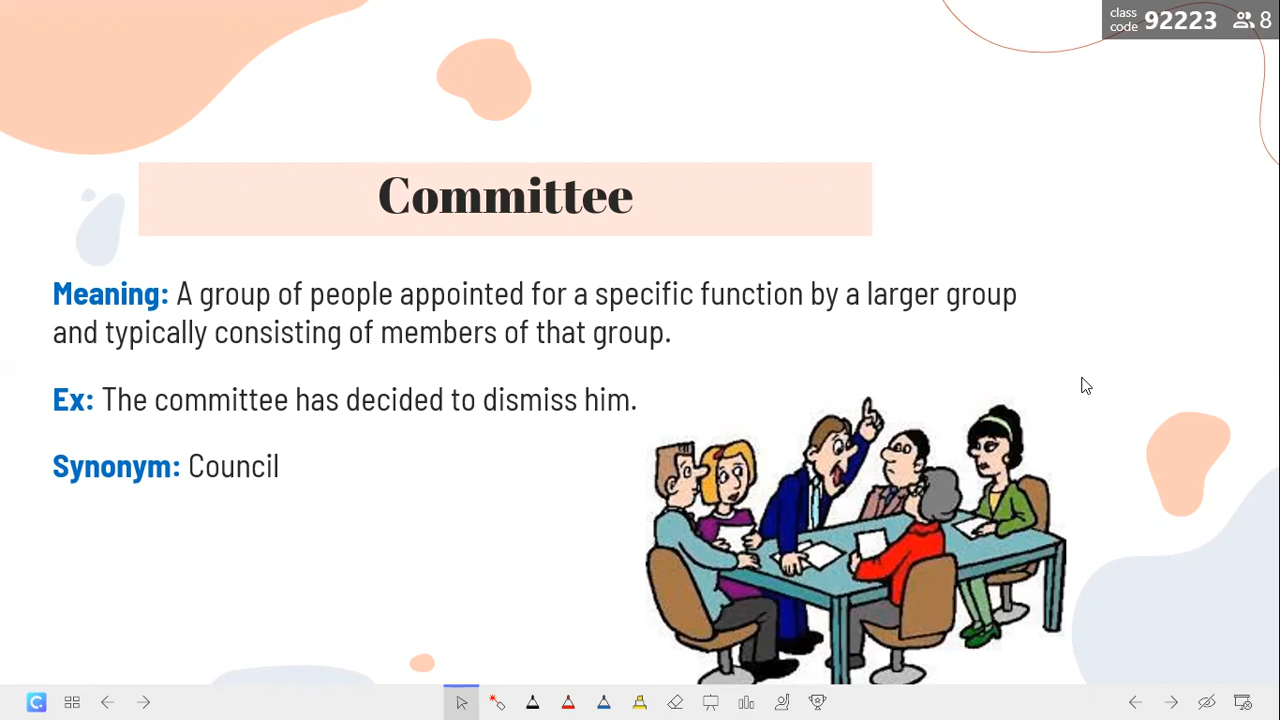 class
code 92223 8
Committee
Meaning: A group of people appointed for a specific function by a larger group
and typically consisting of members of that group.
Ex: The committee has decided to dismiss him.
Synonym: Council
C